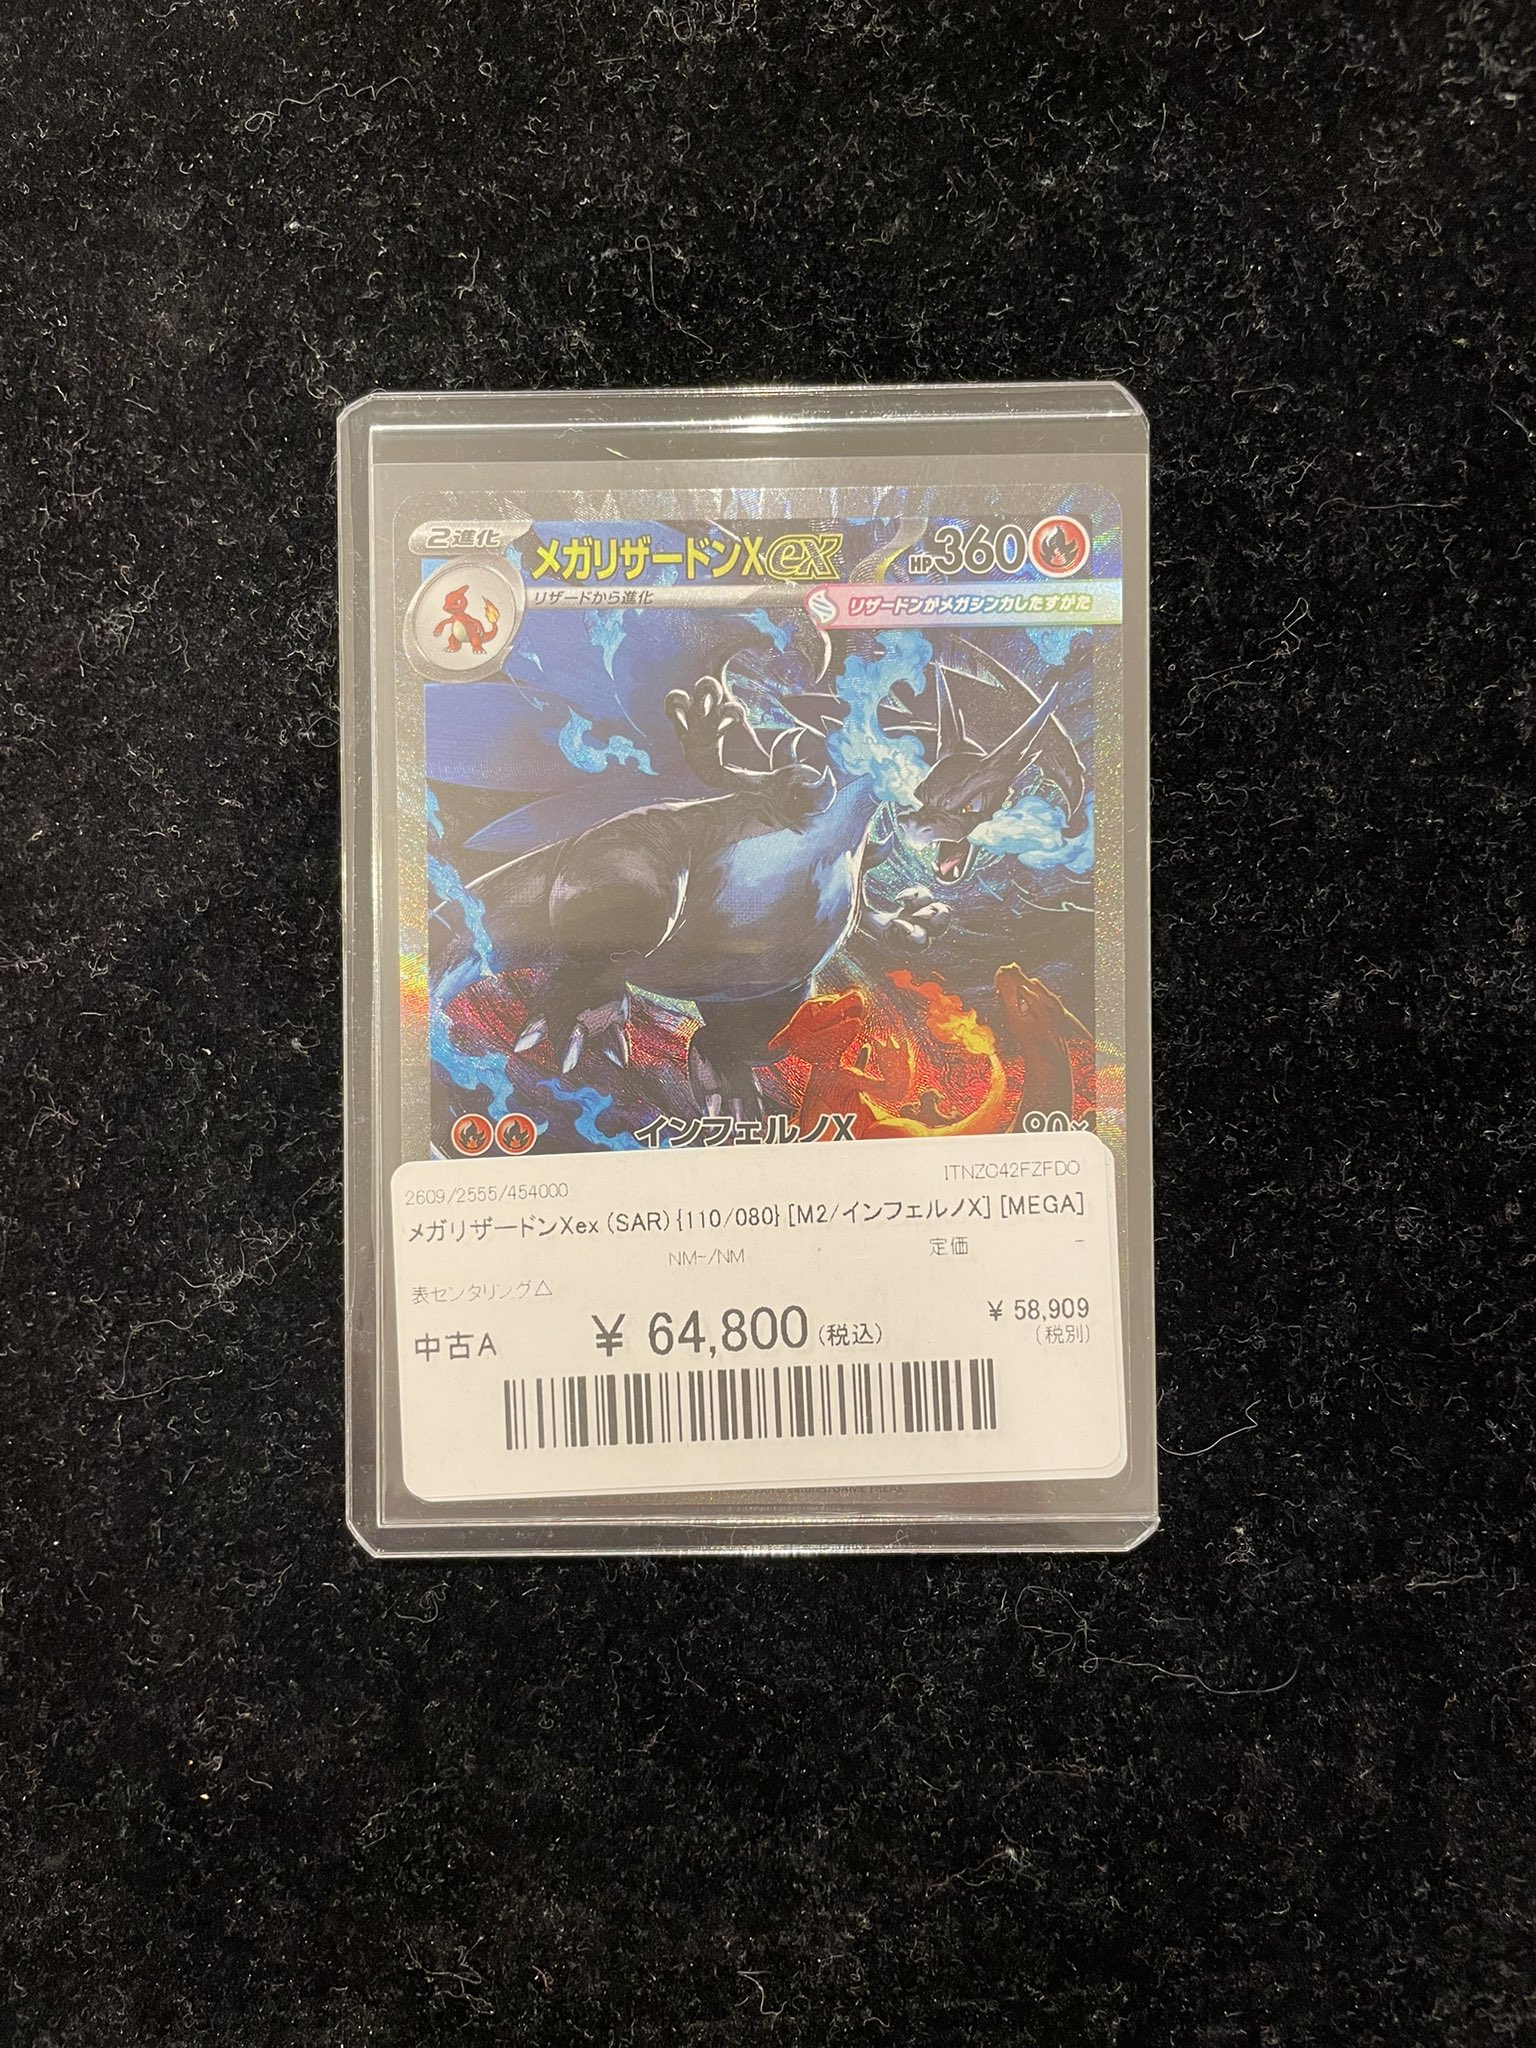 2進化
メガリザードンXex
HP360
リザードから進化
リザードンがメガシンカしたすがた
インフェルノX
90×
2609/2555/454000
ITNZC42FZFDO
メガリザードンXex(SAR){110/080}[M2/インフェルノX][MEGA]
NM-/NM
定価 -
表センタリング△
中古A
¥ 64,800(税込)
¥ 58,909
(税別)